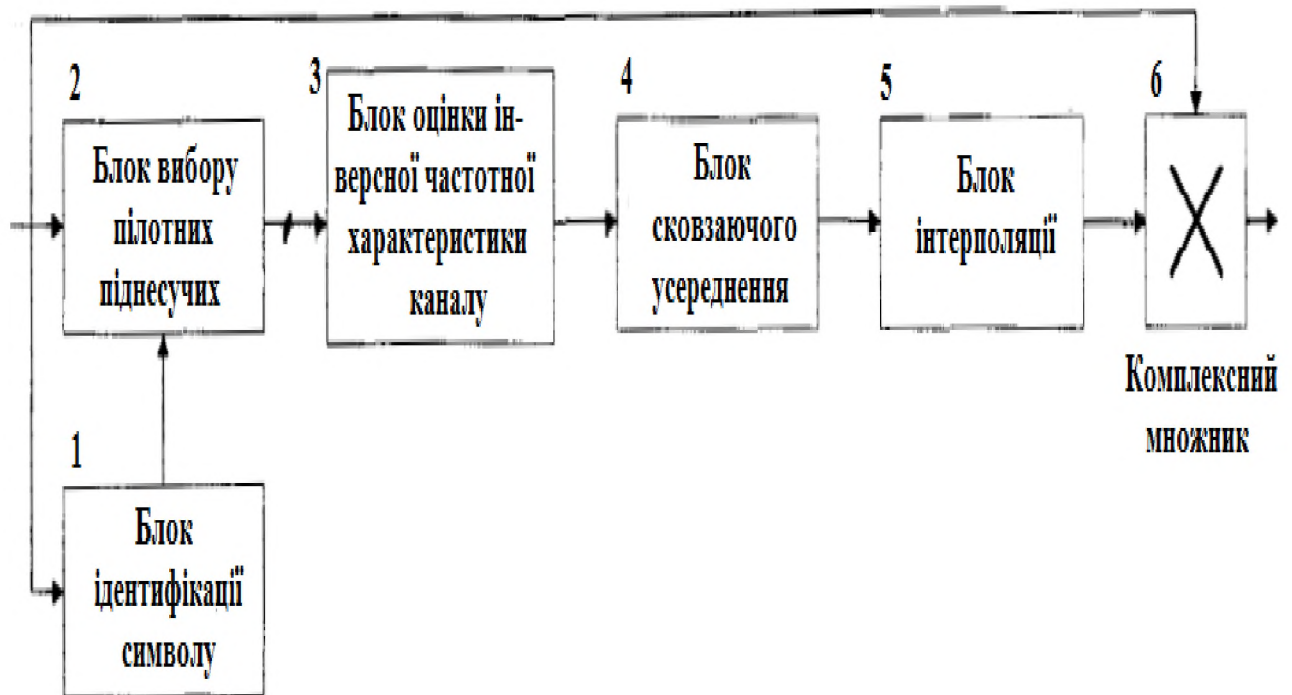 2
Блок вибору
пілотних
піднесучих
3
Блок оцінки ін-
версної частотної
характеристики
каналу
4
Блок
сковзаючого
усереднення
5
Блок
інтерполяції
6
Комплексний
множник
1
Блок
ідентифікації
символу